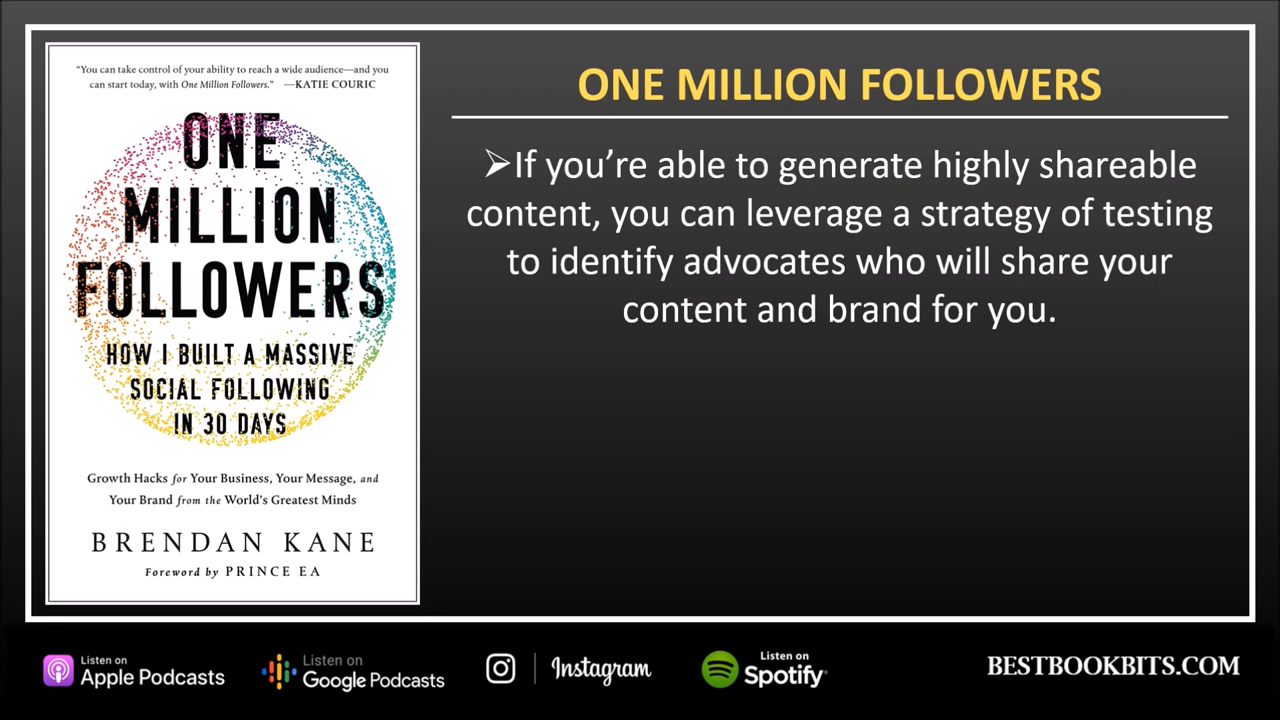 “You can take control of your ability to reach a wide audience—and you
can start today, with One Million Followers.” —KATIE COURIC
ONE
MILLION
FOLLOWERS
HOW I BUILT A MASSIVE
SOCIAL FOLLOWING
IN 30 DAYS
Growth Hacks for Your Business, Your Message, and
Your Brand from the World’s Greatest Minds
BRENDAN KANE
Foreword by PRINCE EA
ONE MILLION FOLLOWERS
➢If you’re able to generate highly shareable
content, you can leverage a strategy of testing
to identify advocates who will share your
content and brand for you.
Listen on
Apple Podcasts
Listen on
Google Podcasts
Instagram
Listen on
Spotify
BESTBOOKBITS.COM